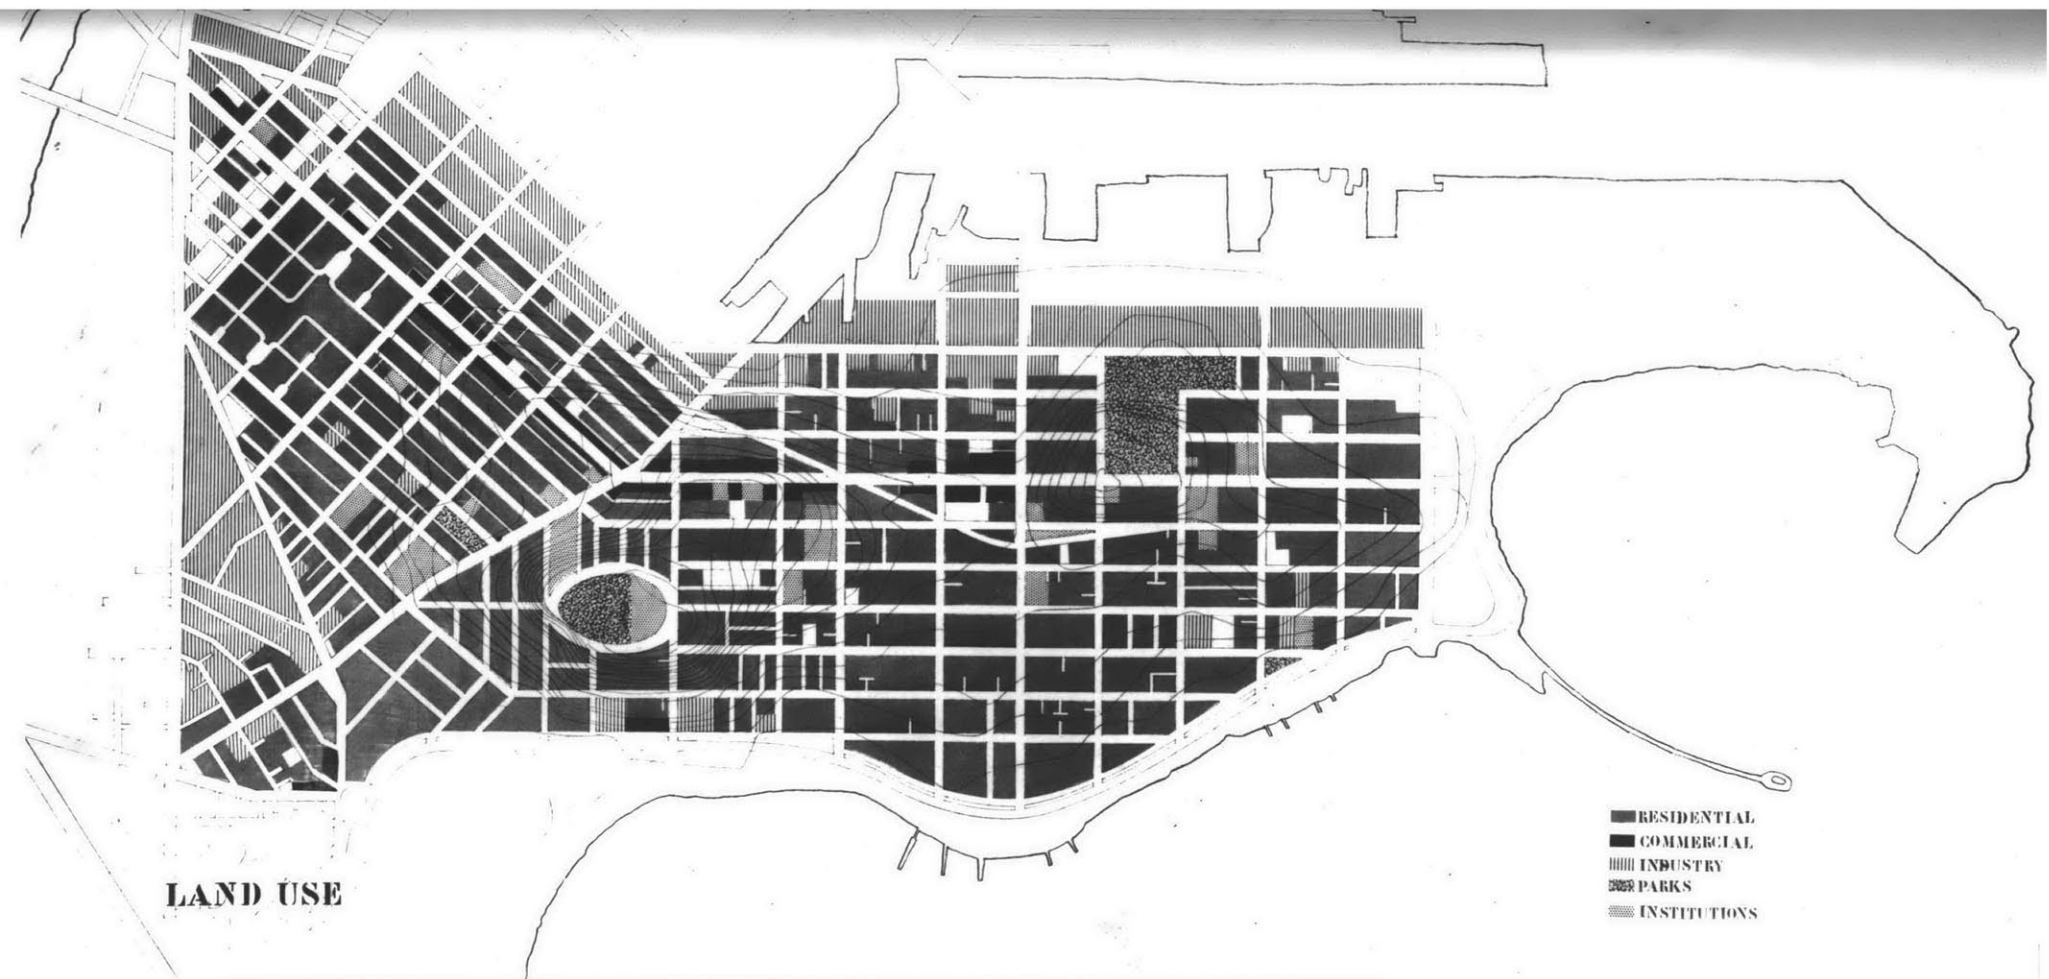 LAND USE
RESIDENTIAL
COMMERCIAL
INDUSTRY
PARKS
INSTITUTIONS